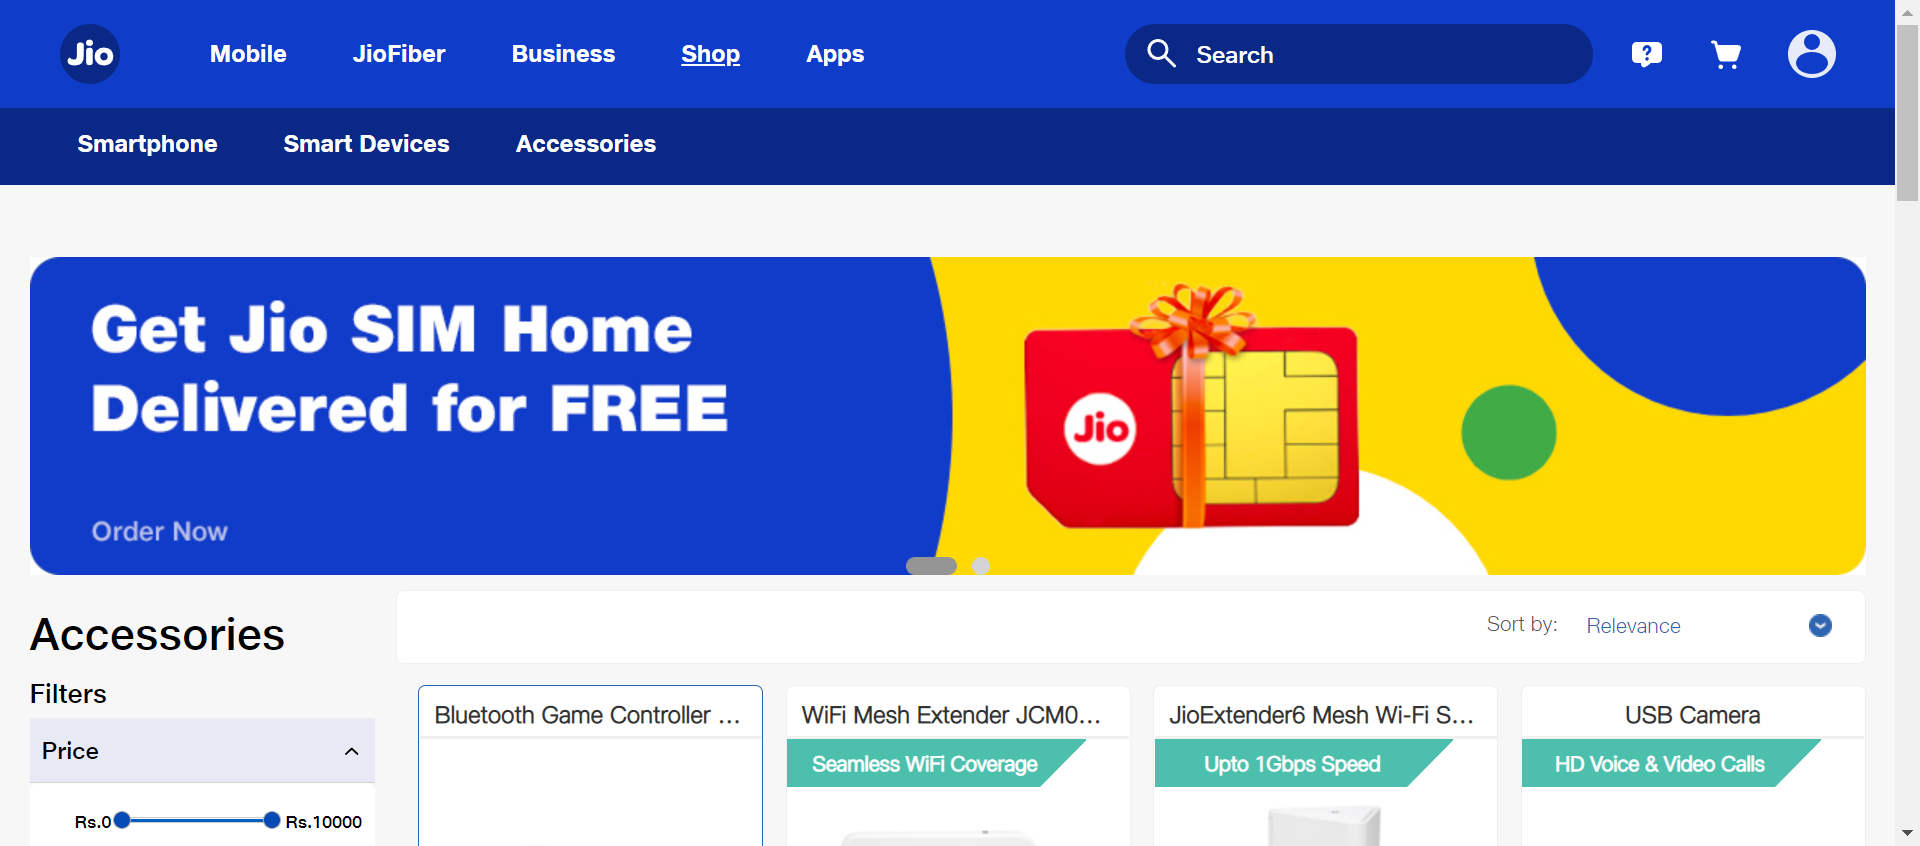 Jio
Mobile
JioFiber
Business
Shop
Apps
Search
Smartphone
Smart Devices
Accessories
Get Jio SIM Home
Delivered for FREE
Order Now
Jio
Accessories
Sort by:
Relevance
Filters
Price
Rs.0
Rs.10000
Bluetooth Game Controller ...
WiFi Mesh Extender JCM0...
Seamless WiFi Coverage
JioExtender6 Mesh Wi-Fi S...
Upto 1Gbps Speed
USB Camera
HD Voice & Video Calls